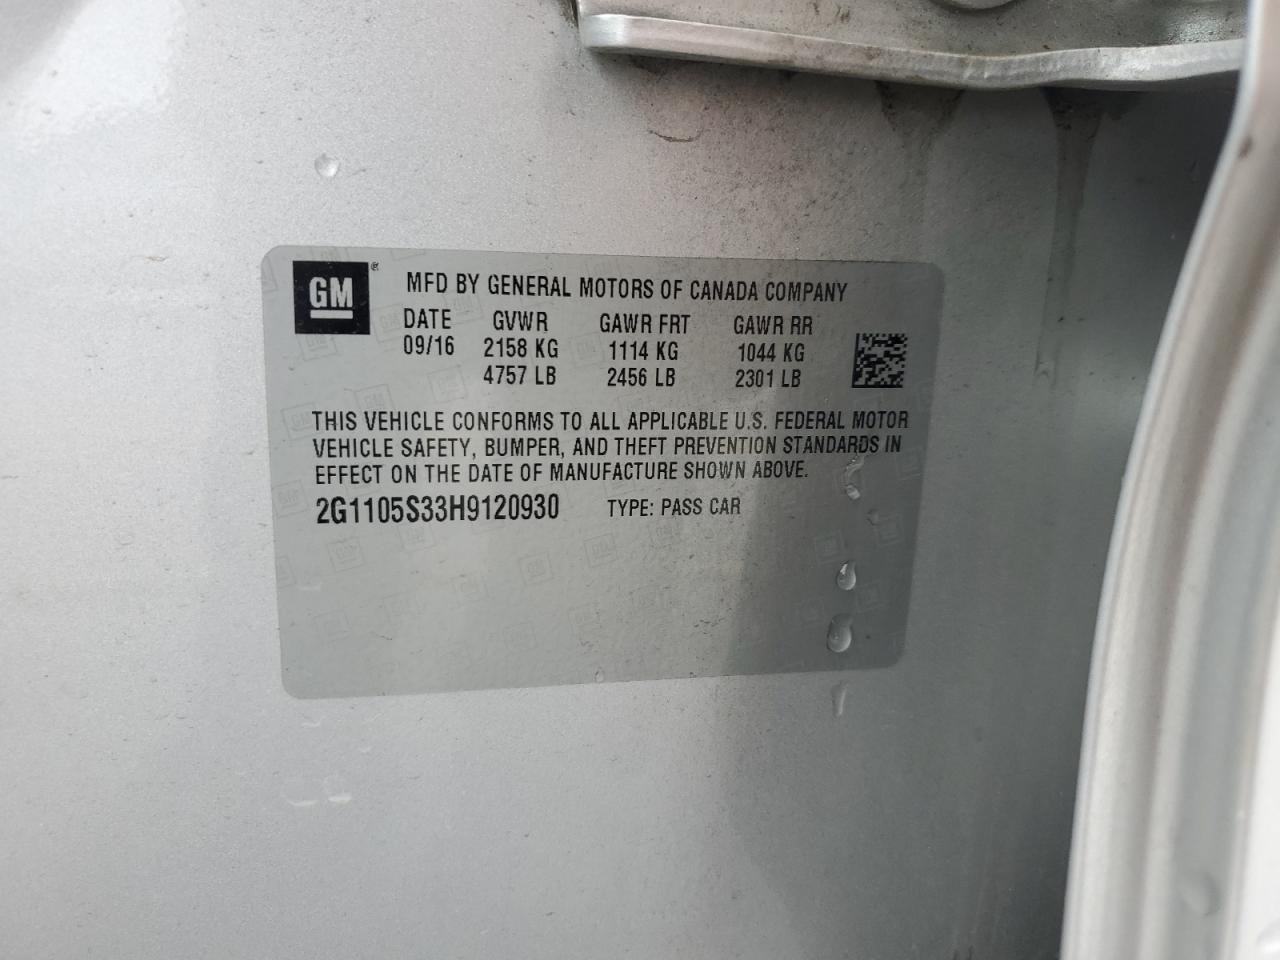 GM ® MFD BY GENERAL MOTORS OF CANADA COMPANY
DATE GVWR GAWR FRT GAWR RR
09/16 2158 KG 1114 KG 1044 KG
4757 LB 2456 LB 2301 LB
THIS VEHICLE CONFORMS TO ALL APPLICABLE U.S. FEDERAL MOTOR
VEHICLE SAFETY, BUMPER, AND THEFT PREVENTION STANDARDS IN
EFFECT ON THE DATE OF MANUFACTURE SHOWN ABOVE.
2G1105S33H9120930 TYPE: PASS CAR